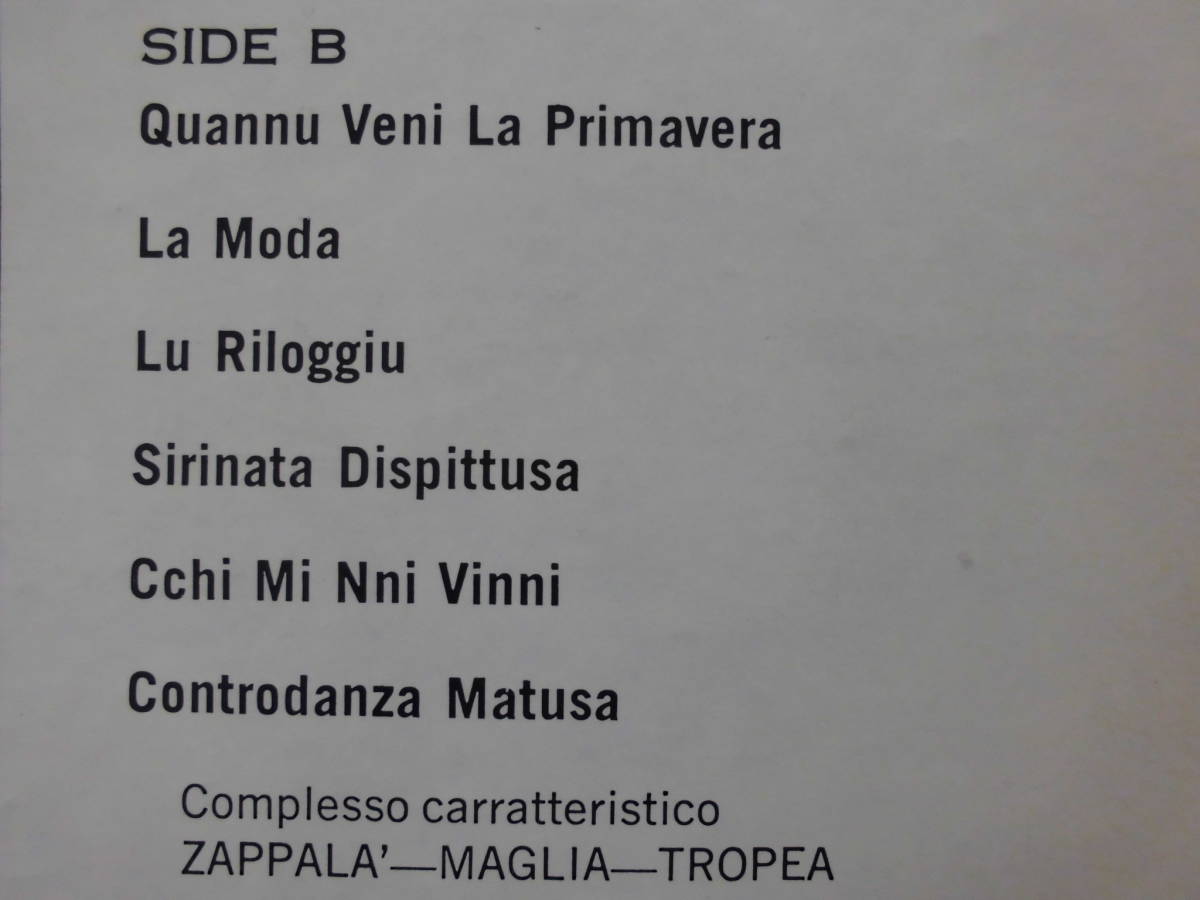 SIDE B
Quannu Veni La Primavera
La Moda
Lu Riloggiu
Sirinata Dispittusa
Cchi Mi Nni Vinni
Controdanza Matusa
Complesso carratteristico
ZAPPALA'—MAGLIA—TROPEA